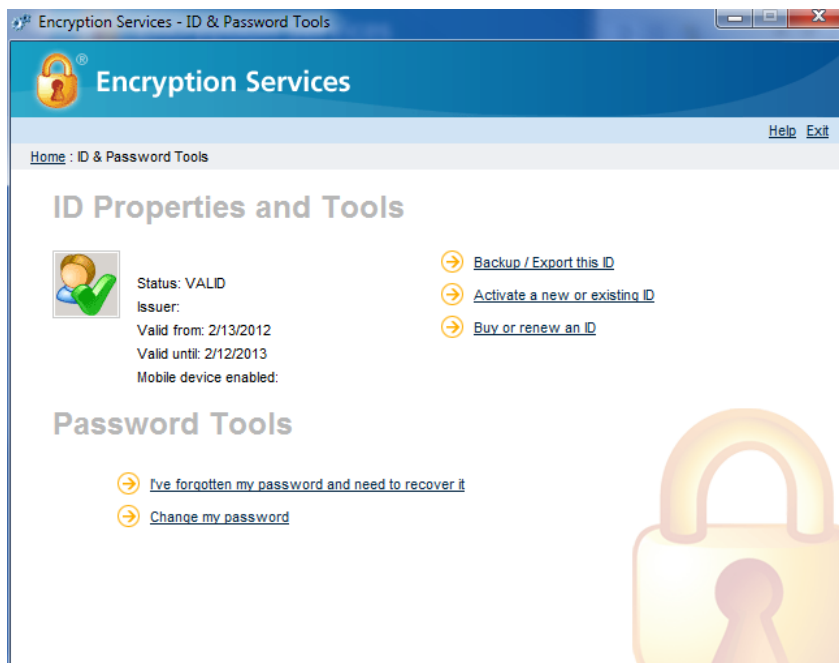 Encryption Services - ID & Password Tools
Encryption Services ®
Help Exit
Home : ID & Password Tools
ID Properties and Tools
Status: VALID
Issuer:
Valid from: 2/13/2012
Valid until: 2/12/2013
Mobile device enabled:
Backup / Export this ID
Activate a new or existing ID
Buy or renew an ID
Password Tools
I've forgotten my password and need to recover it
Change my password